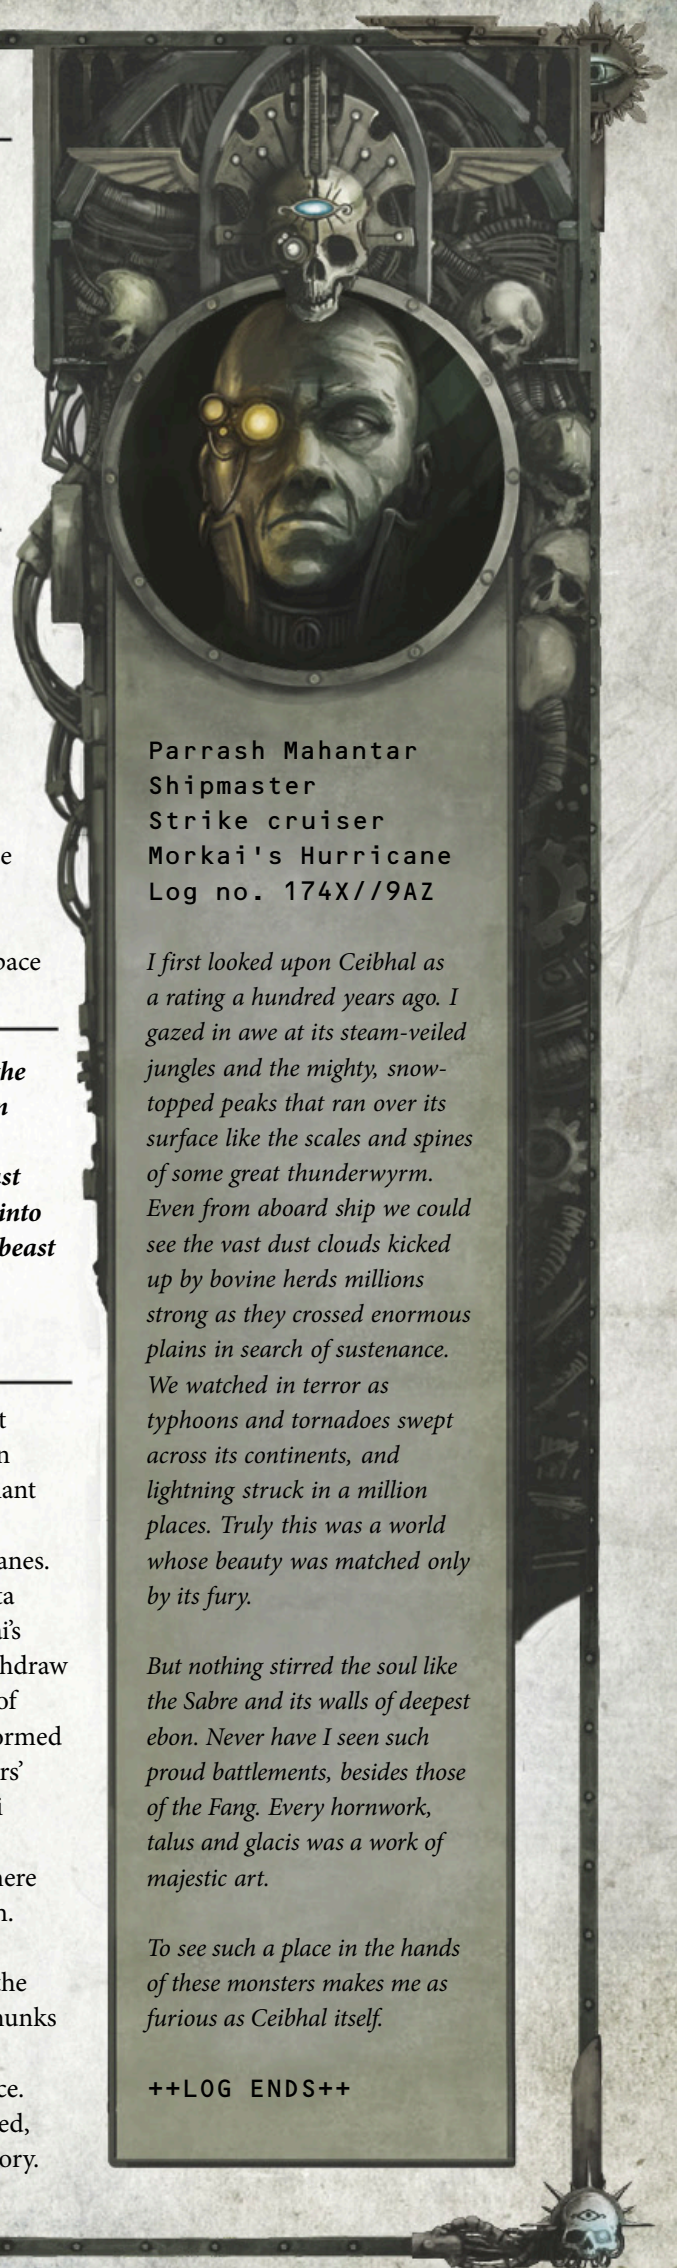 Parrash Mahantar
Shipmaster
Strike cruiser
Morkai's Hurricane
Log no. 174X//9AZ
I first looked upon Ceibhal as
a rating a hundred years ago. I
gazed in awe at its steam-veiled
jungles and the mighty, snow-
topped peaks that ran over its
surface like the scales and spines
of some great thunderwyrm.
Even from aboard ship we could
see the vast dust clouds kicked
up by bovine herds millions
strong as they crossed enormous
plains in search of sustenance.
We watched in terror as
typhoons and tornadoes swept
across its continents, and
lightning struck in a million
places. Truly this was a world
whose beauty was matched only
by its fury.
But nothing stirred the soul like
the Sabre and its walls of deepest
ebon. Never have I seen such
proud battlements, besides those
of the Fang. Every hornwork,
talus and glacis was a work of
majestic art.
To see such a place in the hands
of these monsters makes me as
furious as Ceibhal itself.
++LOG ENDS++
into
beast
of